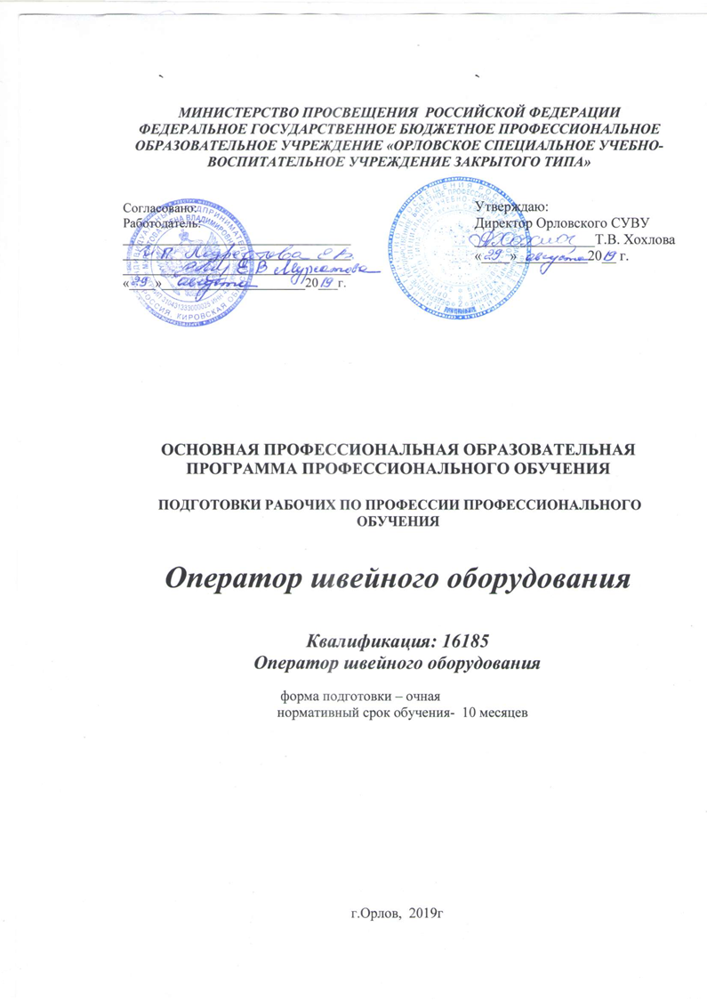 МИНИСТЕРСТВО ПРОСВЕЩЕНИЯ РОССИЙСКОЙ ФЕДЕРАЦИИ
ФЕДЕРАЛЬНОЕ ГОСУДАРСТВЕННОЕ БЮДЖЕТНОЕ ПРОФЕССИОНАЛЬНОЕ
ОБРАЗОВАТЕЛЬНОЕ УЧРЕЖДЕНИЕ «ОРЛОВСКОЕ СПЕЦИАЛЬНОЕ УЧЕБНО-
ВОСПИТАТЕЛЬНОЕ УЧРЕЖДЕНИЕ ЗАКРЫТОГО ТИПА»
Согласовано:
Работодатель:
И.П. Е.В.
Е В Муратова
«29» августа 2019 г.
РОССИЯ, КИРОВСКАЯ
Утверждаю:
Директор Орловского СУВУ
Т.В. Хохлова
«29» августа 2019 г.
ОСНОВНАЯ ПРОФЕССИОНАЛЬНАЯ ОБРАЗОВАТЕЛЬНАЯ
ПРОГРАММА ПРОФЕССИОНАЛЬНОГО ОБУЧЕНИЯ
ПОДГОТОВКИ РАБОЧИХ ПО ПРОФЕССИИ ПРОФЕССИОНАЛЬНОГО
ОБУЧЕНИЯ
Оператор швейного оборудования
Квалификация: 16185
Оператор швейного оборудования
форма подготовки – очная
нормативный срок обучения- 10 месяцев
г.Орлов, 2019г